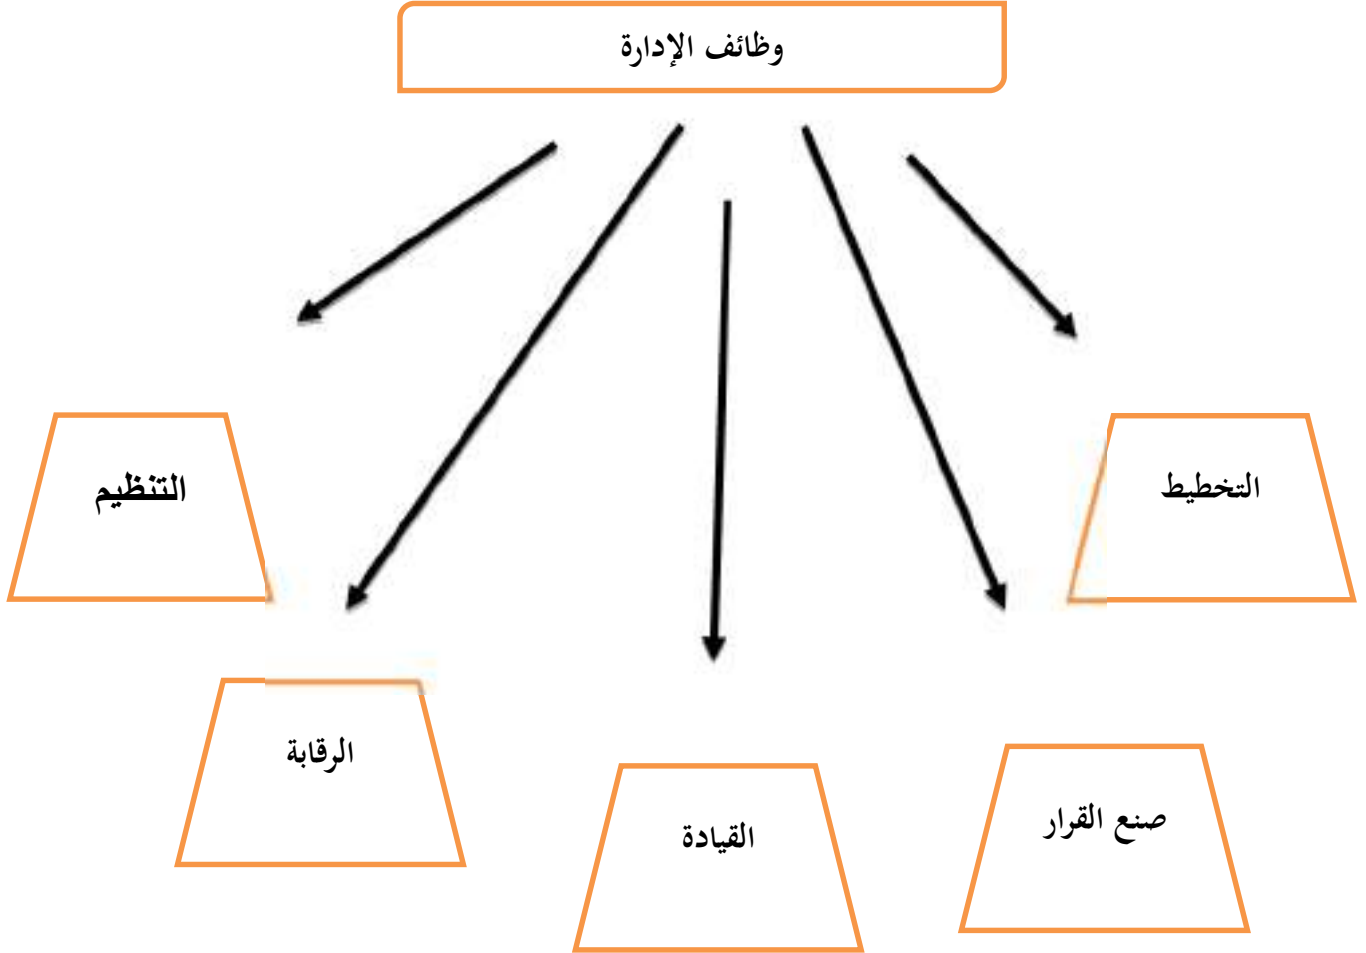 وظائف الإدارة
التخطيط
التنظيم
صنع القرار
القيادة
الرقابة